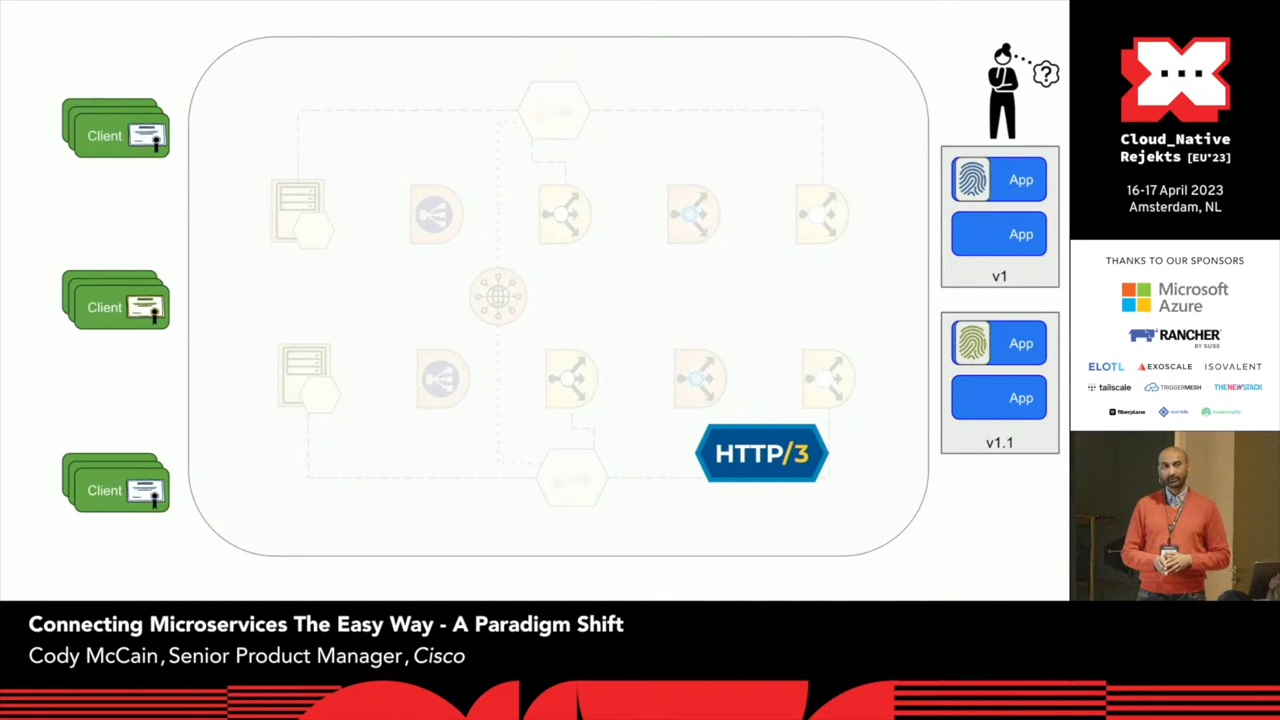 Client
Client
Client
?
App
App
v1
App
App
v1.1
HTTP/3
Cloud_Native
Rejekts [EU'23]
16-17 April 2023
Amsterdam, NL
THANKS TO OUR SPONSORS
Microsoft
Azure
RANCHER
BY SUSE
ELOTL
EXOSCALE
ISOVALENT
tailscale
TRIGGERMESH
THENEWSTACK
fiberplane
Connecting Microservices The Easy Way - A Paradigm Shift
Cody McCain, Senior Product Manager, Cisco